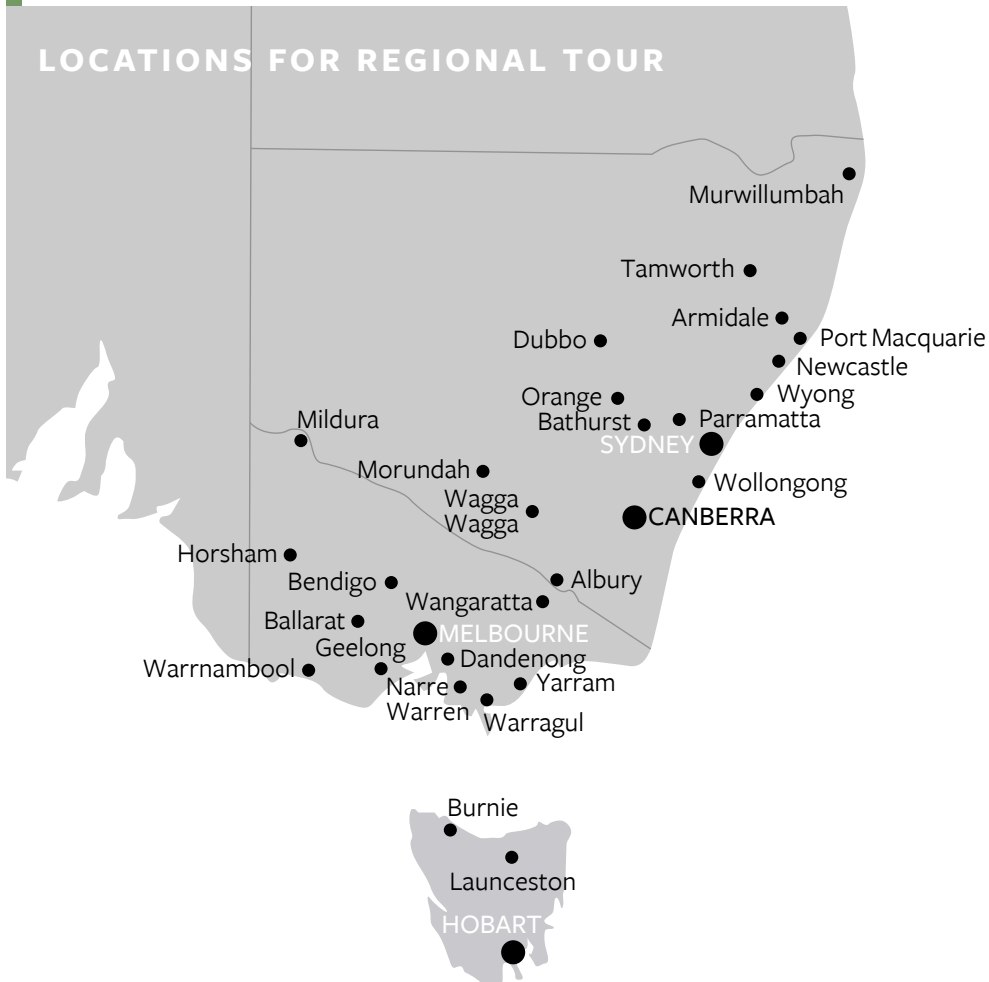 LOCATIONS FOR REGIONAL TOUR
Murwillumbah
Tamworth
Armidale
Port Macquarie
Dubbo
Newcastle
Wyong
Orange
Parramatta
Bathurst
Mildura
SYDNEY
Morundah
Wollongong
Wagga
Wagga
CANBERRA
Horsham
Bendigo
Albury
Wangaratta
Ballarat
MELBOURNE
Geelong
Dandenong
Warrnambool
Yarram
Narre
Warren
Warragul
Burnie
Launceston
HOBART